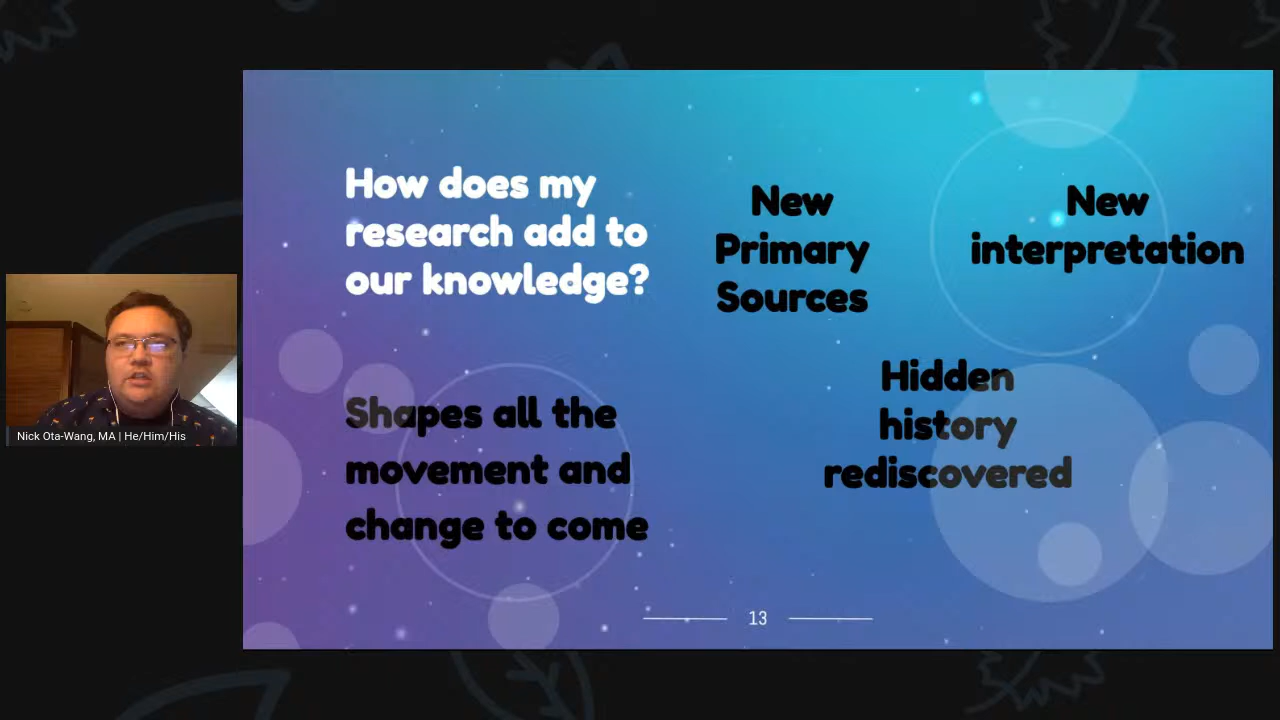 How does my
research add to
our knowledge?
New
Primary
Sources
New
interpretation
Shapes all the
movement and
change to come
Hidden
history
rediscovered
13
Nick Ota-Wang, MA | He/Him/His